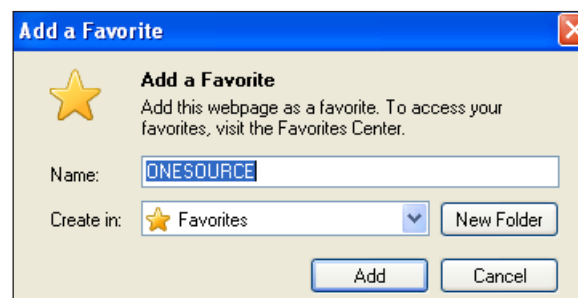 Add a Favorite
Add a Favorite
Add this webpage as a favorite. To access your
favorites, visit the Favorites Center.
Name: ONESOURCE
Create in: Favorites New Folder
Add Cancel